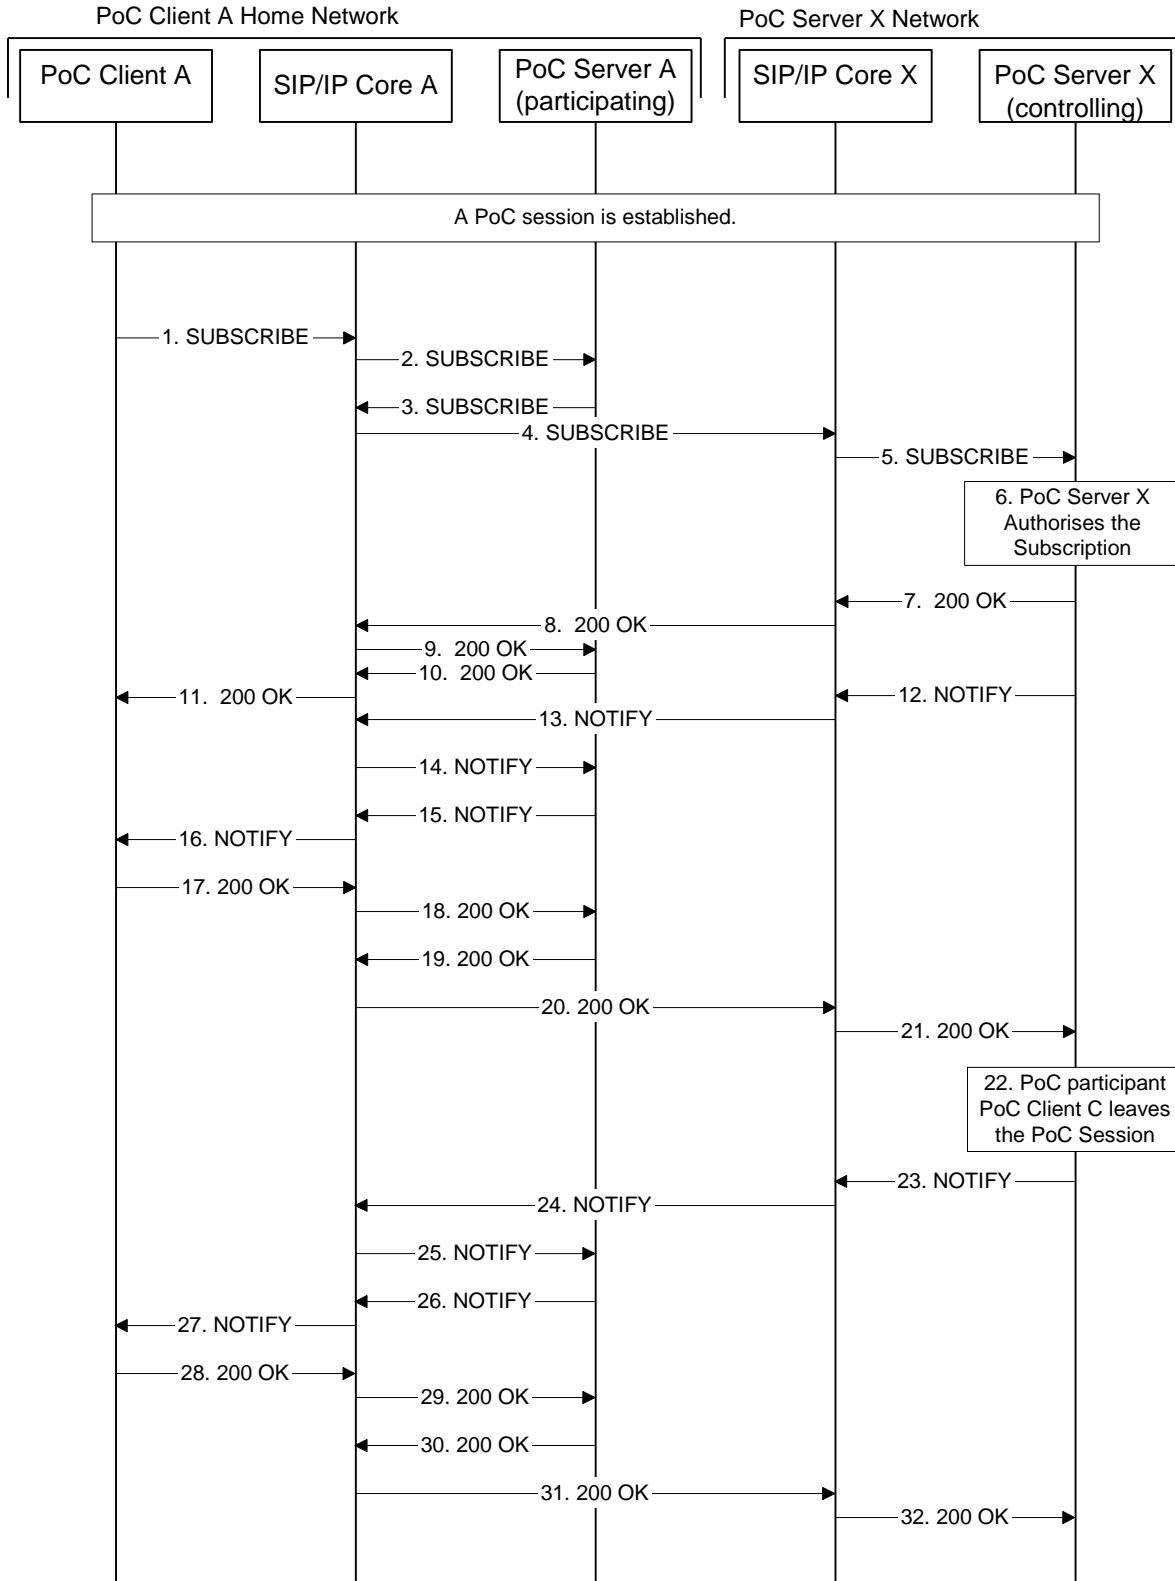 PoC Client A Home Network
PoC Server X Network
PoC Client A
SIP/IP Core A
PoC Server A
(participating)
SIP/IP Core X
PoC Server X
(controlling)
A PoC session is established.
1. SUBSCRIBE
2. SUBSCRIBE
3. SUBSCRIBE
4. SUBSCRIBE
5. SUBSCRIBE
6. PoC Server X
Authorises the
Subscription
7. 200 OK
8. 200 OK
9. 200 OK
10. 200 OK
11. 200 OK
12. NOTIFY
13. NOTIFY
14. NOTIFY
15. NOTIFY
16. NOTIFY
17. 200 OK
18. 200 OK
19. 200 OK
20. 200 OK
21. 200 OK
22. PoC participant
PoC Client C leaves
the PoC Session
23. NOTIFY
24. NOTIFY
25. NOTIFY
26. NOTIFY
27. NOTIFY
28. 200 OK
29. 200 OK
30. 200 OK
31. 200 OK
32. 200 OK